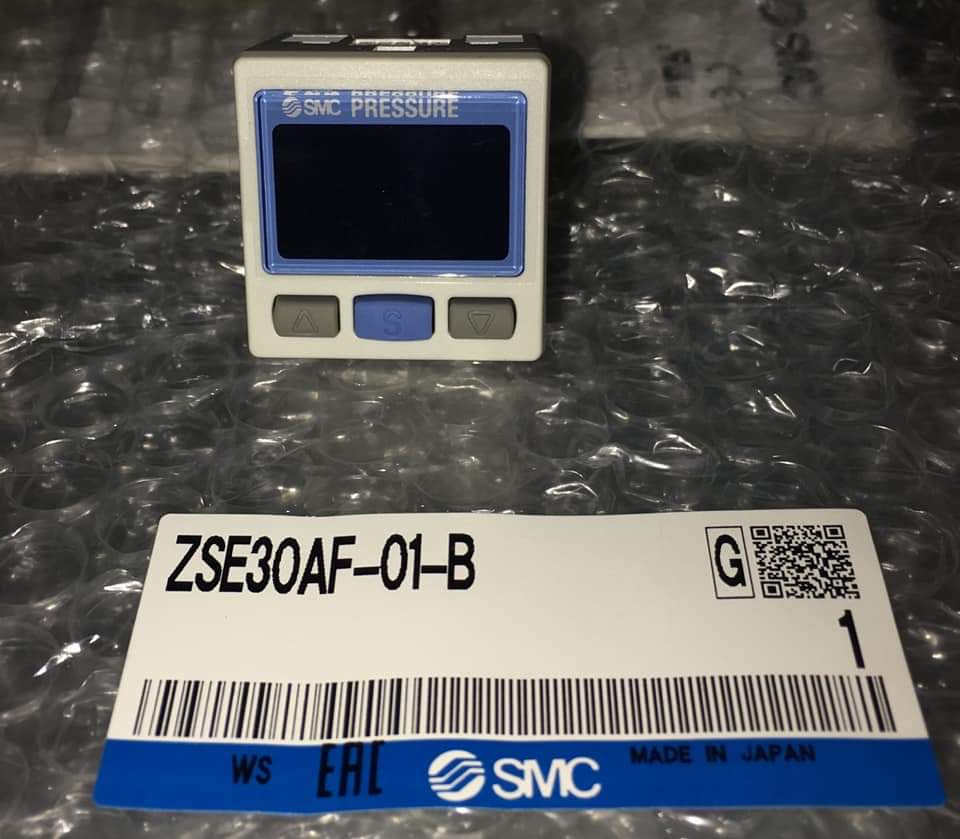 SMC PRESSURE
S
ZSE30AF-01-B
G
1
WS EAC SMC MADE IN JAPAN